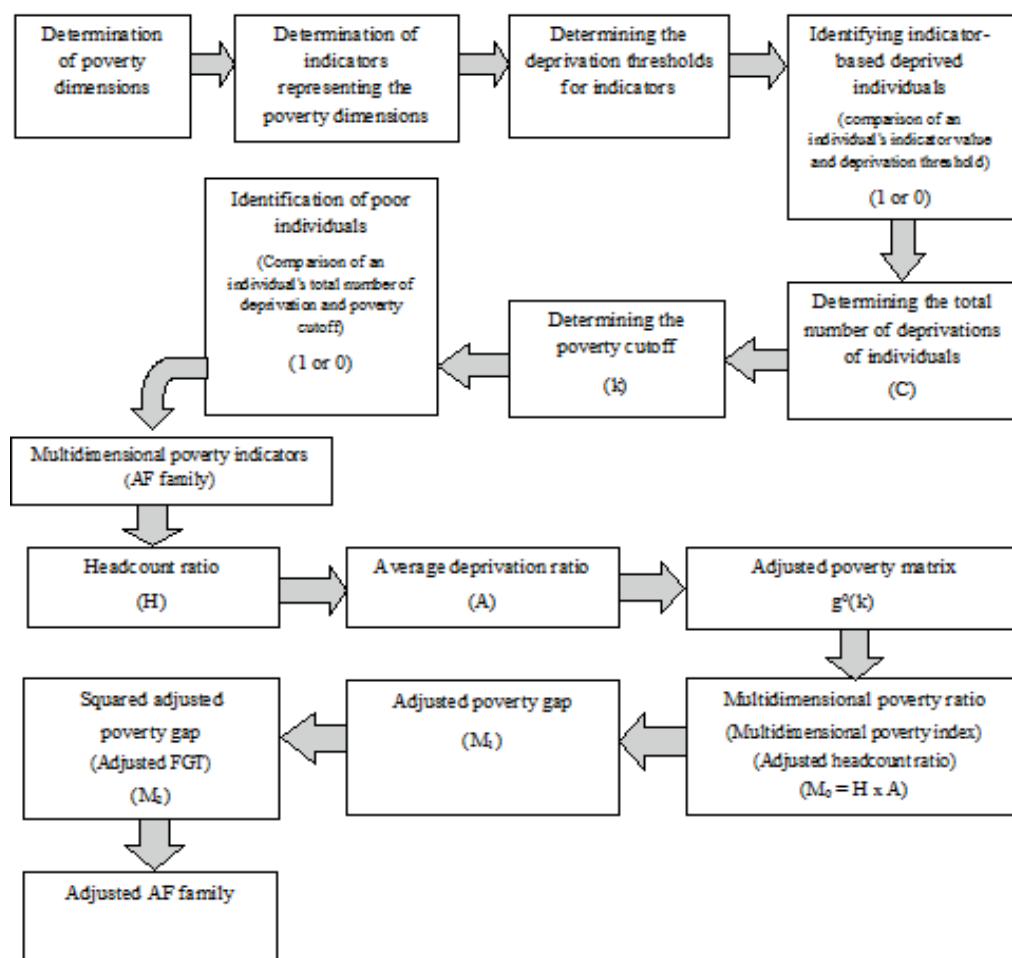 Determination
of poverty
dimensions
Determination of
indicators
representing the
poverty dimensions
Determining the
deprivation thresholds
for indicators
Identifying indicator-
based deprived
individuals
(comparison of an
individual's indicator value
and deprivation threshold)
(1 or 0)
Determining the total
number of deprivations
of individuals
(C)
Determining the
poverty cutoff
(k)
Identification of poor
individuals
(Comparison of an
individual's total number of
deprivation and poverty
cutoff)
(1 or 0)
Multidimensional poverty indicators
(AF family)
Headcount ratio
(H)
Average deprivation ratio
(A)
Adjusted poverty matrix
g⁰(k)
Multidimensional poverty ratio
(Multidimensional poverty index)
(Adjusted headcount ratio)
(M₀ = H x A)
Adjusted poverty gap
(M₁)
Squared adjusted
poverty gap
(Adjusted FGT)
(M₂)
Adjusted AF family